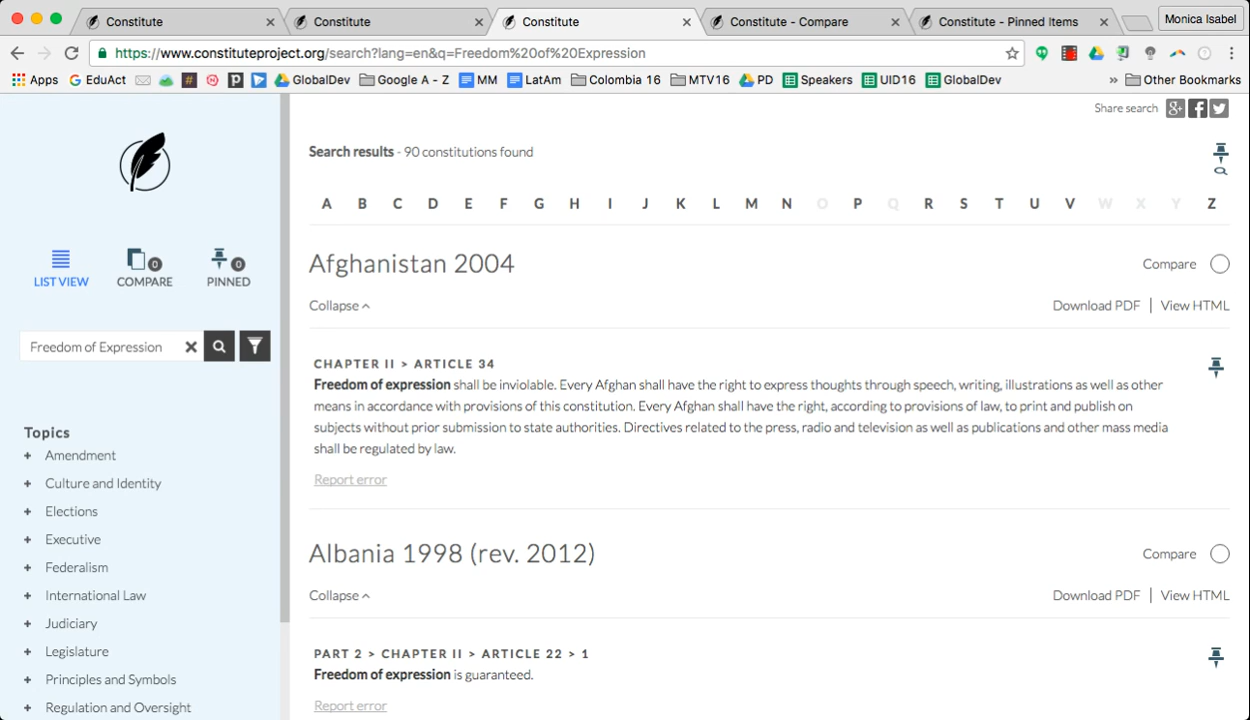 Constitute
Constitute
Constitute
Constitute - Compare
Constitute - Pinned Items
Monica Isabel
https://www.constituteproject.org/search?lang=en&q=Freedom%20of%20Expression
Apps
EduAct
GlobalDev
Google A - Z
MM
LatAm
Colombia 16
MTV16
PD
Speakers
UID16
GlobalDev
»
Other Bookmarks
Share search
Search results - 90 constitutions found
A B C D E F G H I J K L M N O P Q R S T U V W X Y Z
LIST VIEW
0
COMPARE
0
PINNED
Freedom of Expression
Topics
+ Amendment
+ Culture and Identity
+ Elections
+ Executive
+ Federalism
+ International Law
+ Judiciary
+ Legislature
+ Principles and Symbols
+ Regulation and Oversight
Afghanistan 2004
Compare
Collapse
Download PDF | View HTML
CHAPTER II > ARTICLE 34
Freedom of expression shall be inviolable. Every Afghan shall have the right to express thoughts through speech, writing, illustrations as well as other
means in accordance with provisions of this constitution. Every Afghan shall have the right, according to provisions of law, to print and publish on
subjects without prior submission to state authorities. Directives related to the press, radio and television as well as publications and other mass media
shall be regulated by law.
Report error
Albania 1998 (rev. 2012)
Compare
Collapse
Download PDF | View HTML
PART 2 > CHAPTER II > ARTICLE 22 > 1
Freedom of expression is guaranteed.
Report error